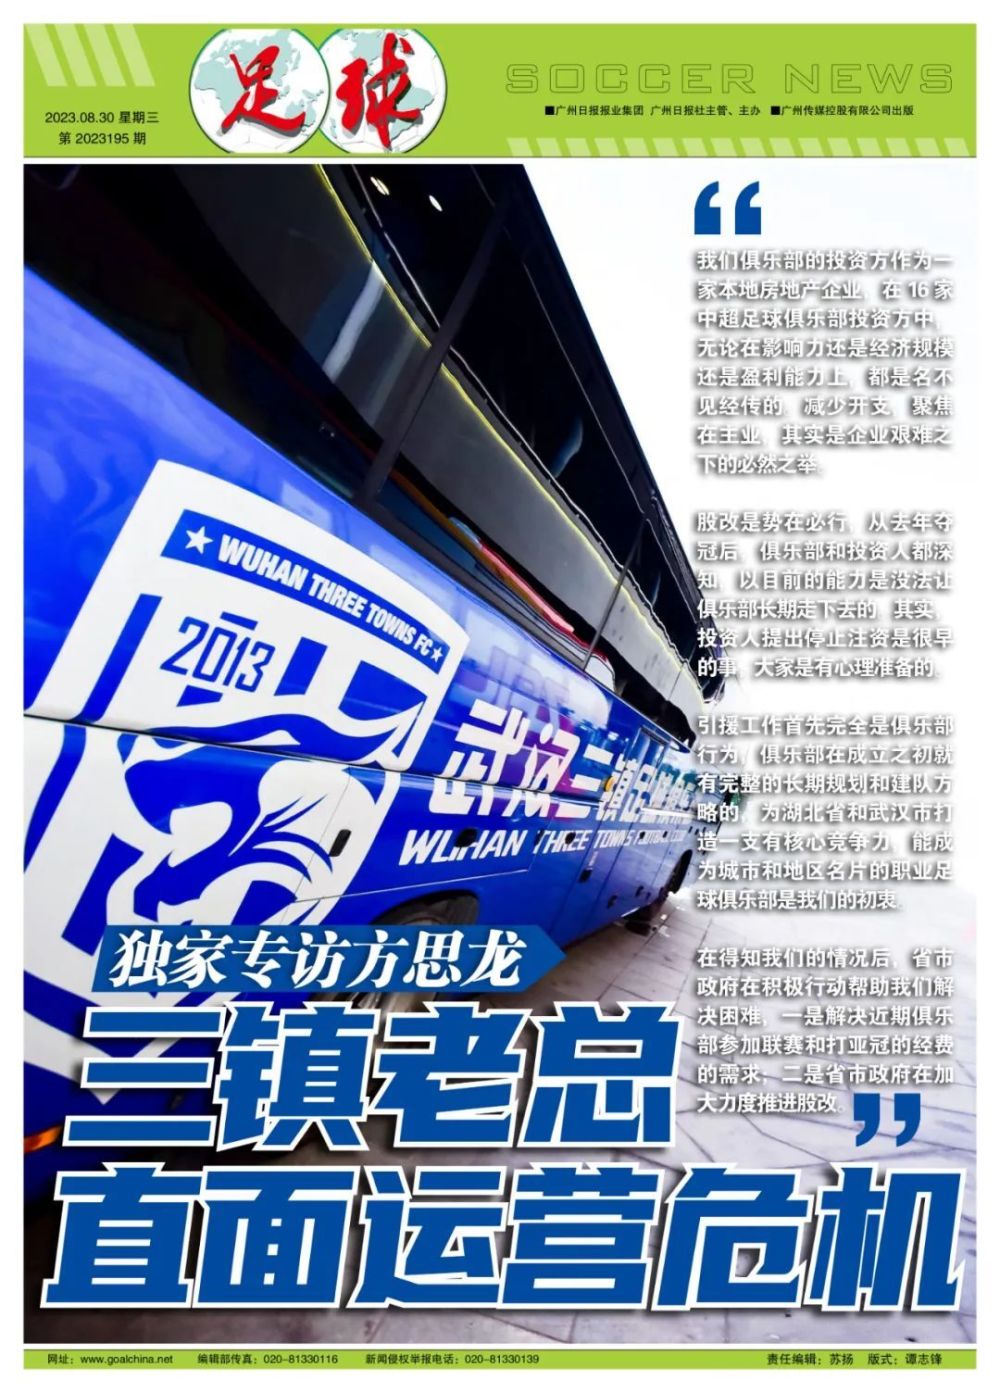 足球
SOCCER NEWS
2023.08.30 星期三
第 2023195 期
■广州日报报业集团 广州日报社主管、主办 ■广州传媒控股有限公司出版
“
我们俱乐部的投资方作为一
家本地房地产企业，在 16 家
中超足球俱乐部投资方中，
无论在影响力还是经济规模
还是盈利能力上，都是名不
见经传的。减少开支，聚焦
在主业，其实是企业艰难之
下的必然之举。
股改是势在必行，从去年夺
冠后，俱乐部和投资人都深
知，以目前的能力是没法让
俱乐部长期走下去的。其实，
投资人提出停止注资是很早
的事，大家是有心理准备的。
引援工作首先完全是俱乐部
行为，俱乐部在成立之初就
有完整的长期规划和建队方
略的，为湖北省和武汉市打
造一支有核心竞争力，能成
为城市和地区名片的职业足
球俱乐部是我们的初衷。
在得知我们的情况后，省市
政府在积极行动帮助我们解
决困难，一是解决近期俱乐
部参加联赛和打亚冠的经费
的需求；二是省市政府在加
大力度推进股改。
”
★ WUHAN THREE TOWNS FC ★
2013
武汉三镇足球俱乐部
WUHAN THREE TOWNS FOOTBALL CLUB
独家专访方思龙
三镇老总
直面运营危机
网址：www.goalchina.net 编辑部传真：020-81330116 新闻侵权举报电话：020-81330139 责任编辑：苏扬 版式：谭志锋